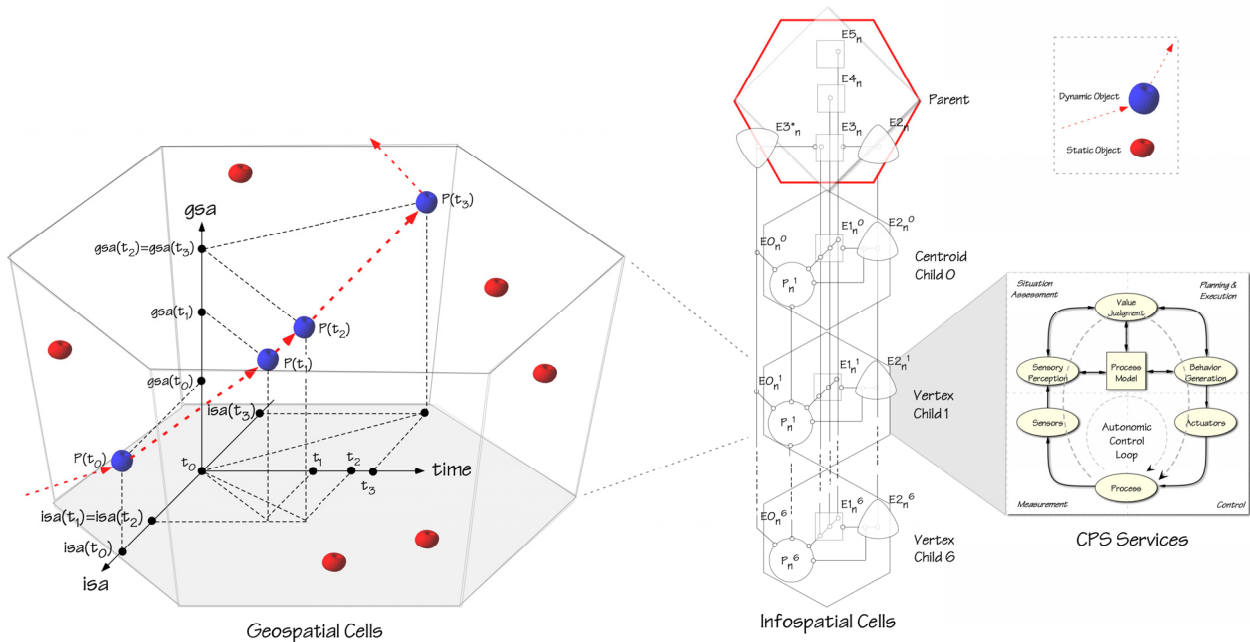 gsa
gsa(t₂)=gsa(t₃)
gsa(t₁)
gsa(t₀)
P(t₃)
P(t₂)
P(t₁)
P(t₀)
isa(t₃)
t₀
t₁
t₂
t₃
time
isa(t₁)=isa(t₂)
isa(t₀)
isa
Geospatial Cells
E5ₙ
E4ₙ
E3*ₙ
E3ₙ
E2ₙ
Parent
E0ₙ⁰
E1ₙ⁰
E2ₙ⁰
Pₙ¹
Centroid
Child 0
E0ₙ¹
E1ₙ¹
E2ₙ¹
Pₙ¹
Vertex
Child 1
E0ₙ⁶
E1ₙ⁶
E2ₙ⁶
Pₙ⁶
Vertex
Child 6
Infospatial Cells
Dynamic Object
Static Object
Situation
Assessment
Planning &
Execution
Value
Judgment
Sensory
Perception
Process
Model
Behavior
Generation
Sensors
Autonomic
Control
Loop
Actuators
Process
Measurement
Control
CPS Services